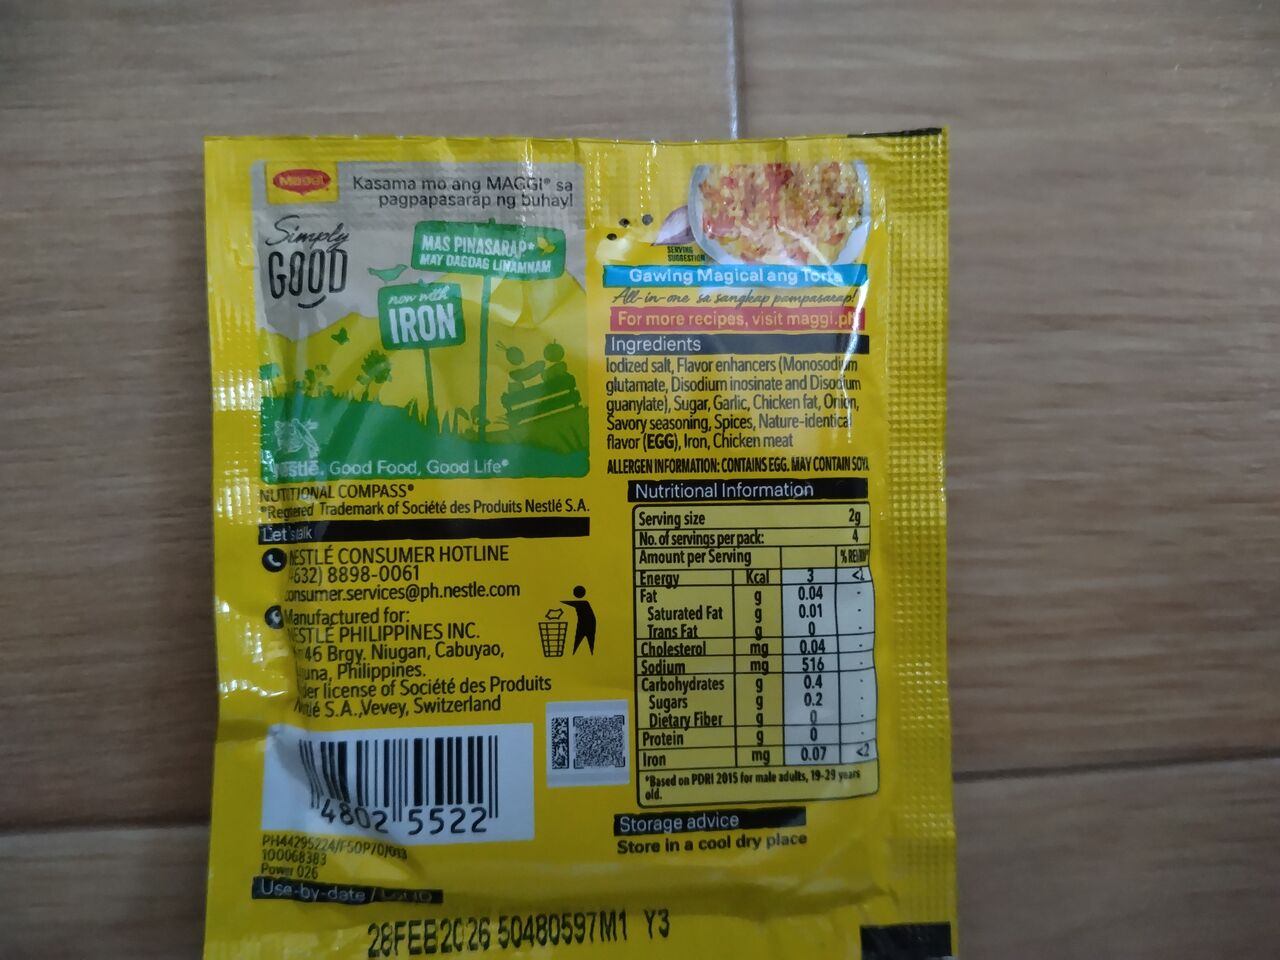 Maggi
Kasama mo ang MAGGI® sa
pagpapasarap ng buhay!
Simply
GOOD
MAS PINASARAP*
MAY DAGDAG LINAMNAM
now with
IRON
Nestlé. Good Food, Good Life®
NUTRITIONAL COMPASS®
*Registered Trademark of Société des Produits Nestlé S.A.
Let's talk
NESTLÉ CONSUMER HOTLINE
(+632) 8898-0061
consumer.services@ph.nestle.com
Manufactured for:
NESTLÉ PHILIPPINES INC.
46 Brgy. Niugan, Cabuyao,
Laguna, Philippines.
Under license of Société des Produits
Nestlé S.A.,Vevey, Switzerland
4802 5522
PH44295224/F50P70/013
100068383
Power 026
Use-by-date / Lot ID
28FEB2026 50480597M1 Y3
SERVING
SUGGESTION
Gawing Magical ang Torta
All-in-one sa sangkap pampasarap!
For more recipes, visit maggi.ph
Ingredients
Iodized salt, Flavor enhancers (Monosodium
glutamate, Disodium inosinate and Disodium
guanylate), Sugar, Garlic, Chicken fat, Onion,
Savory seasoning, Spices, Nature-identical
flavor (EGG), Iron, Chicken meat
ALLERGEN INFORMATION: CONTAINS EGG. MAY CONTAIN SOYA
Nutritional Information
Serving size 2g
No. of servings per pack: 4
Amount per Serving % RENI/
Energy Kcal 3 <1
Fat g 0.04 -
Saturated Fat g 0.01 -
Trans Fat g 0 -
Cholesterol mg 0.04 -
Sodium mg 516 -
Carbohydrates g 0.4 -
Sugars g 0.2 -
Dietary Fiber g 0 -
Protein g 0 -
Iron mg 0.07 <2
*Based on PDRI 2015 for male adults, 19-29 years
old.
Storage advice
Store in a cool dry place